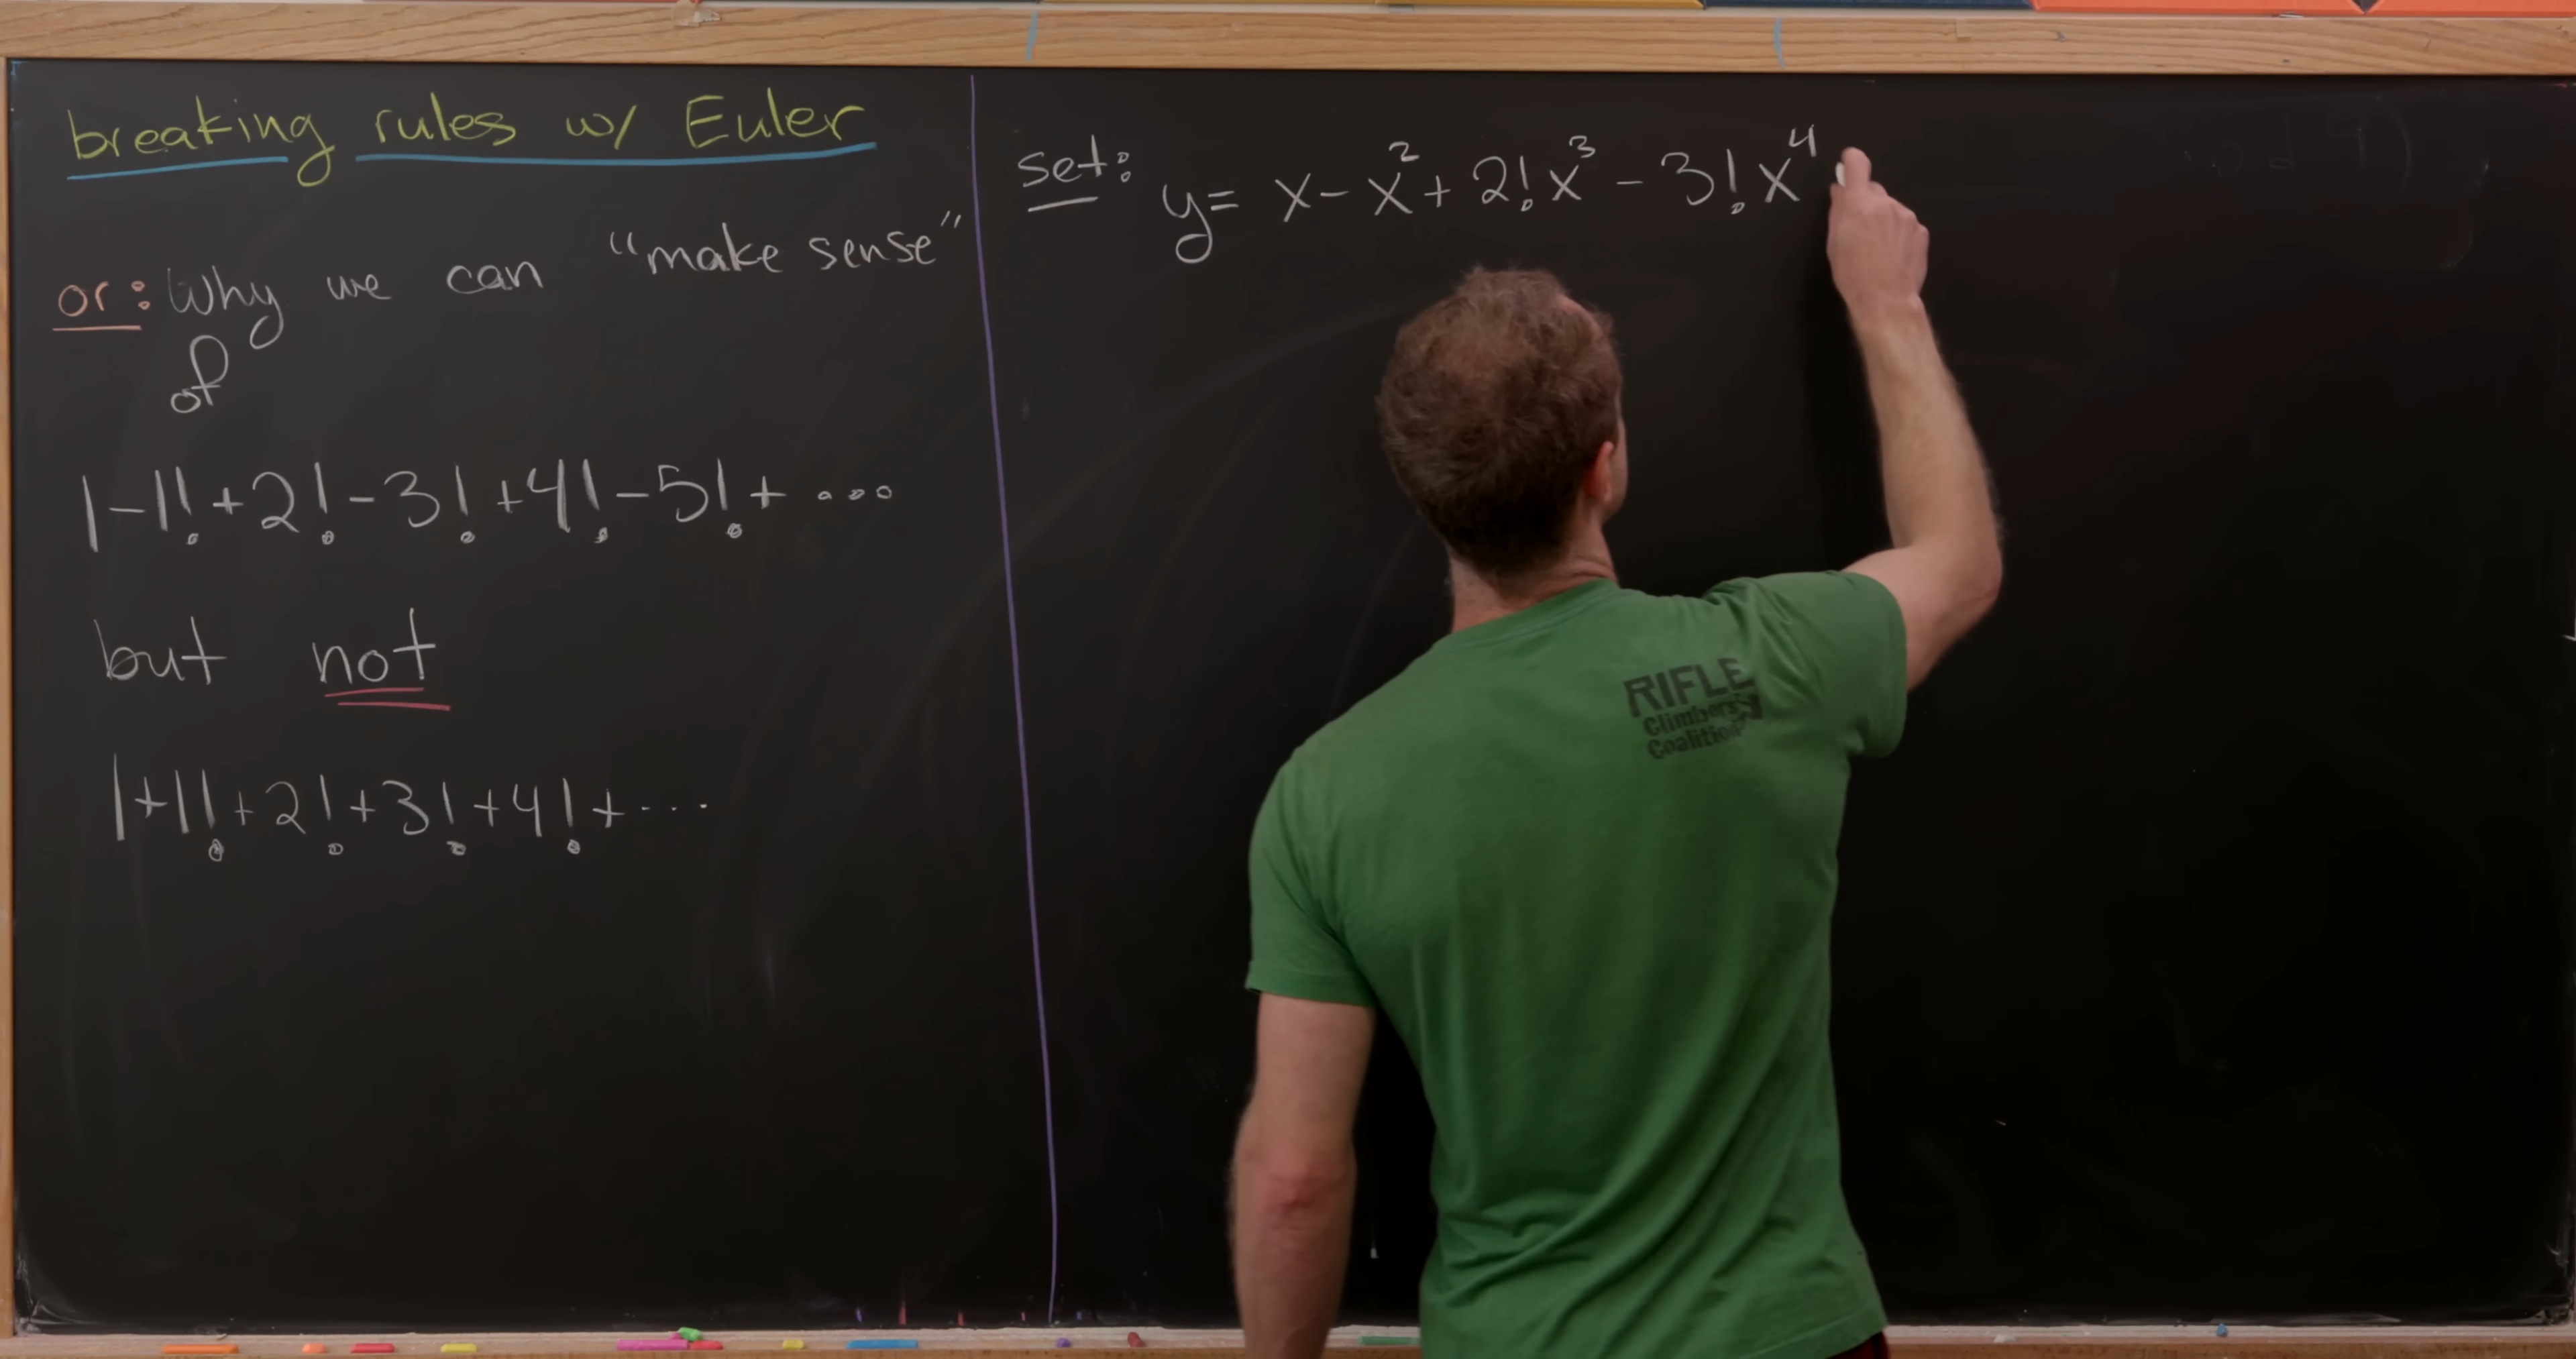 breaking rules w/ Euler
or: Why we can "make sense"
of
1-1!+2!-3!+4!-5!+...
but not
1+1!+2!+3!+4!+...
set: y= x-x²+2!x³-3!x⁴
RIFLE
Climbers
Coalition